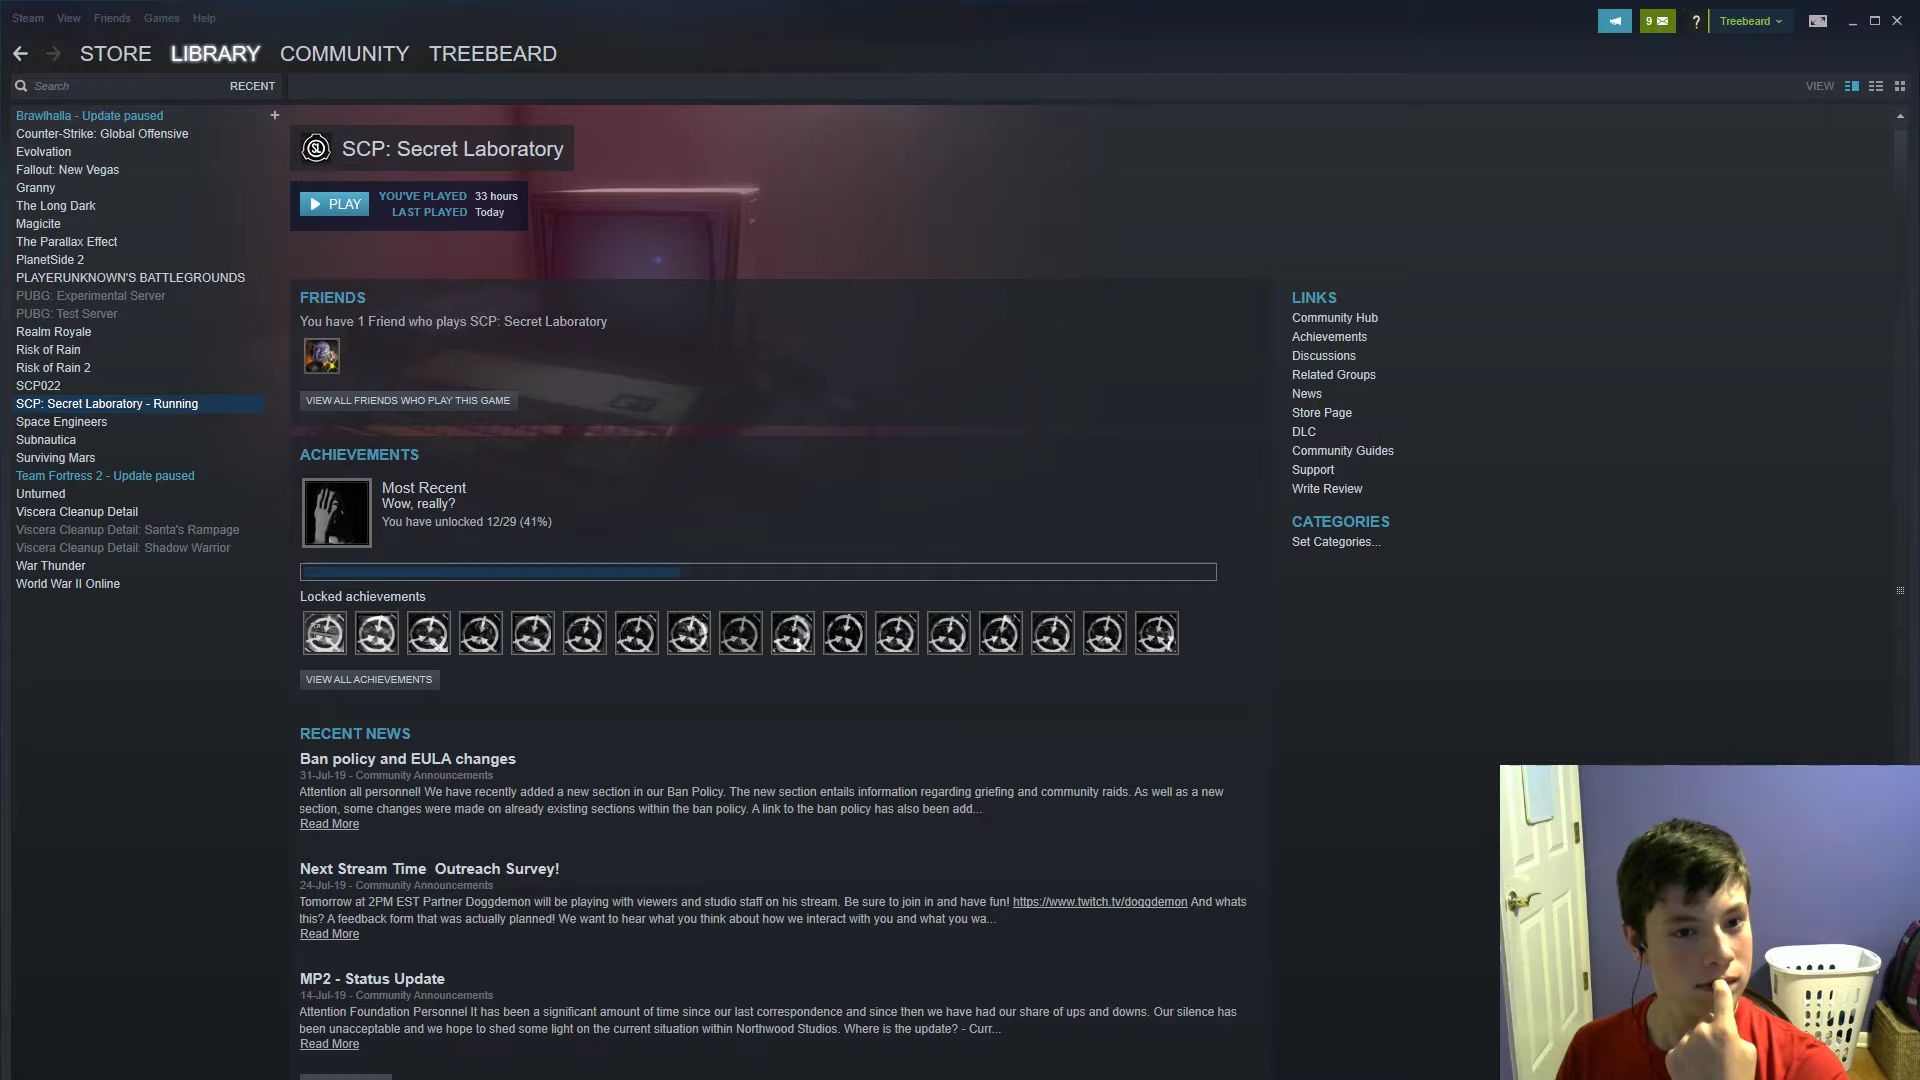 Steam View Friends Games Help
9 ? Treebeard
STORE LIBRARY COMMUNITY TREEBEARD
Search RECENT
VIEW
Brawlhalla - Update paused +
Counter-Strike: Global Offensive
Evolvation
Fallout: New Vegas
Granny
The Long Dark
Magicite
The Parallax Effect
PlanetSide 2
PLAYERUNKNOWN'S BATTLEGROUNDS
PUBG: Experimental Server
PUBG: Test Server
Realm Royale
Risk of Rain
Risk of Rain 2
SCP022
SCP: Secret Laboratory - Running
Space Engineers
Subnautica
Surviving Mars
Team Fortress 2 - Update paused
Unturned
Viscera Cleanup Detail
Viscera Cleanup Detail: Santa's Rampage
Viscera Cleanup Detail: Shadow Warrior
War Thunder
World War II Online
SL SCP: Secret Laboratory
PLAY
YOU'VE PLAYED 33 hours
LAST PLAYED Today
FRIENDS
You have 1 Friend who plays SCP: Secret Laboratory
VIEW ALL FRIENDS WHO PLAY THIS GAME
ACHIEVEMENTS
Most Recent
Wow, really?
You have unlocked 12/29 (41%)
Locked achievements
VIEW ALL ACHIEVEMENTS
RECENT NEWS
Ban policy and EULA changes
31-Jul-19 - Community Announcements
Attention all personnel! We have recently added a new section in our Ban Policy. The new section entails information regarding griefing and community raids. As well as a new
section, some changes were made on already existing sections within the ban policy. A link to the ban policy has also been add...
Read More
Next Stream Time  Outreach Survey!
24-Jul-19 - Community Announcements
Tomorrow at 2PM EST Partner Doggdemon will be playing with viewers and studio staff on his stream. Be sure to join in and have fun! https://www.twitch.tv/doggdemon And whats
this? A feedback form that was actually planned! We want to hear what you think about how we interact with you and what you wa...
Read More
MP2 - Status Update
14-Jul-19 - Community Announcements
Attention Foundation Personnel It has been a significant amount of time since our last correspondence and since then we have had our share of ups and downs. Our silence has
been unacceptable and we hope to shed some light on the current situation within Northwood Studios. Where is the update? - Curr...
Read More
LINKS
Community Hub
Achievements
Discussions
Related Groups
News
Store Page
DLC
Community Guides
Support
Write Review
CATEGORIES
Set Categories...